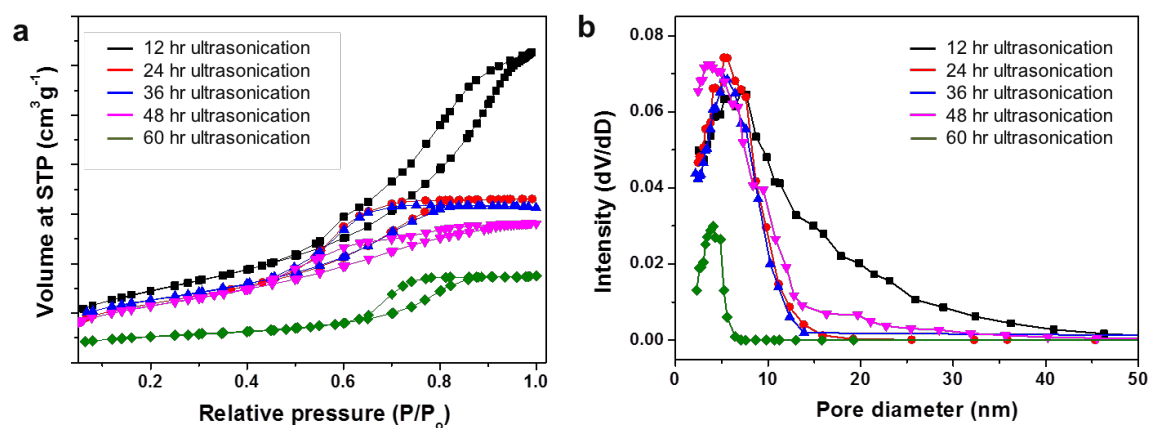 a
12 hr ultrasonication
24 hr ultrasonication
36 hr ultrasonication
48 hr ultrasonication
60 hr ultrasonication
Volume at STP (cm³ g⁻¹)
0.2
0.4
0.6
0.8
1.0
Relative pressure (P/Pₒ)
b
12 hr ultrasonication
24 hr ultrasonication
36 hr ultrasonication
48 hr ultrasonication
60 hr ultrasonication
Intensity (dV/dD)
0.08
0.06
0.04
0.02
0.00
0
10
20
30
40
50
Pore diameter (nm)